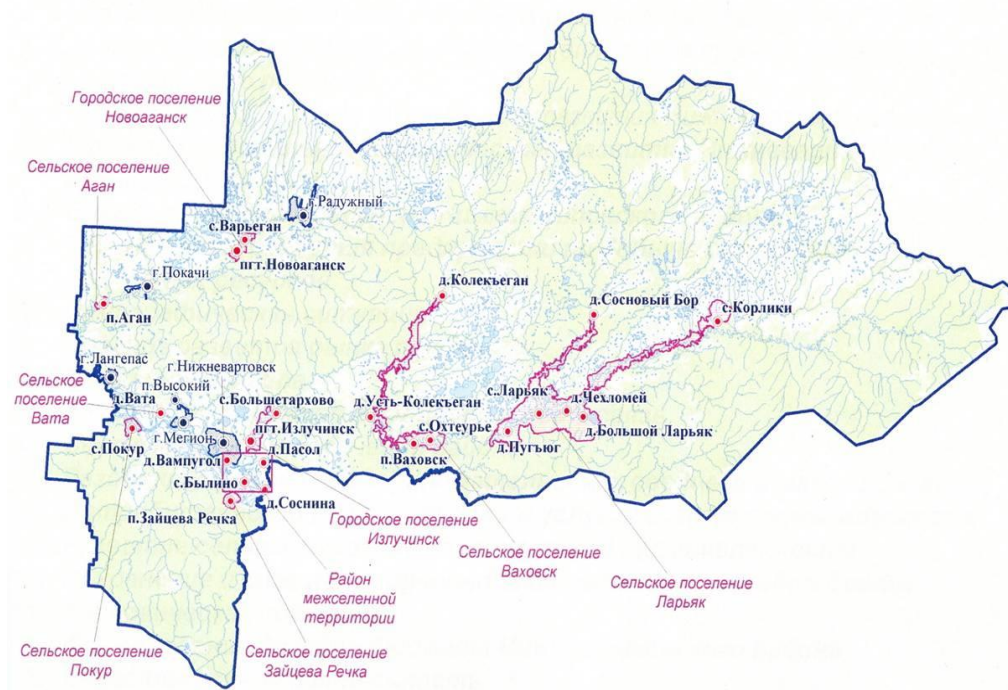 Городское поселение
Новоаганск
Сельское поселение
Аган
г.Радужный
с.Варьеган
пгт.Новоаганск
г.Покачи
п.Аган
д.Колекъеган
д.Сосновый Бор
с.Корлики
г.Лангепас
г.Нижневартовск
п.Высокий
Сельское
поселение
Вата
д.Вата
с.Большетархово
д.Усть-Колекъеган
с.Ларьяк
д.Чехломей
с.Охтеурье
д.Большой Ларьяк
с.Покур
г.Мегион
пгт.Излучинск
д.Нугьюг
п.Ваховск
д.Вампугол
д.Пасол
с.Былино
д.Соснина
п.Зайцева Речка
Городское поселение
Излучинск
Сельское поселение
Ваховск
Сельское поселение
Ларьяк
Район
межселенной
территории
Сельское поселение
Покур
Сельское поселение
Зайцева Речка